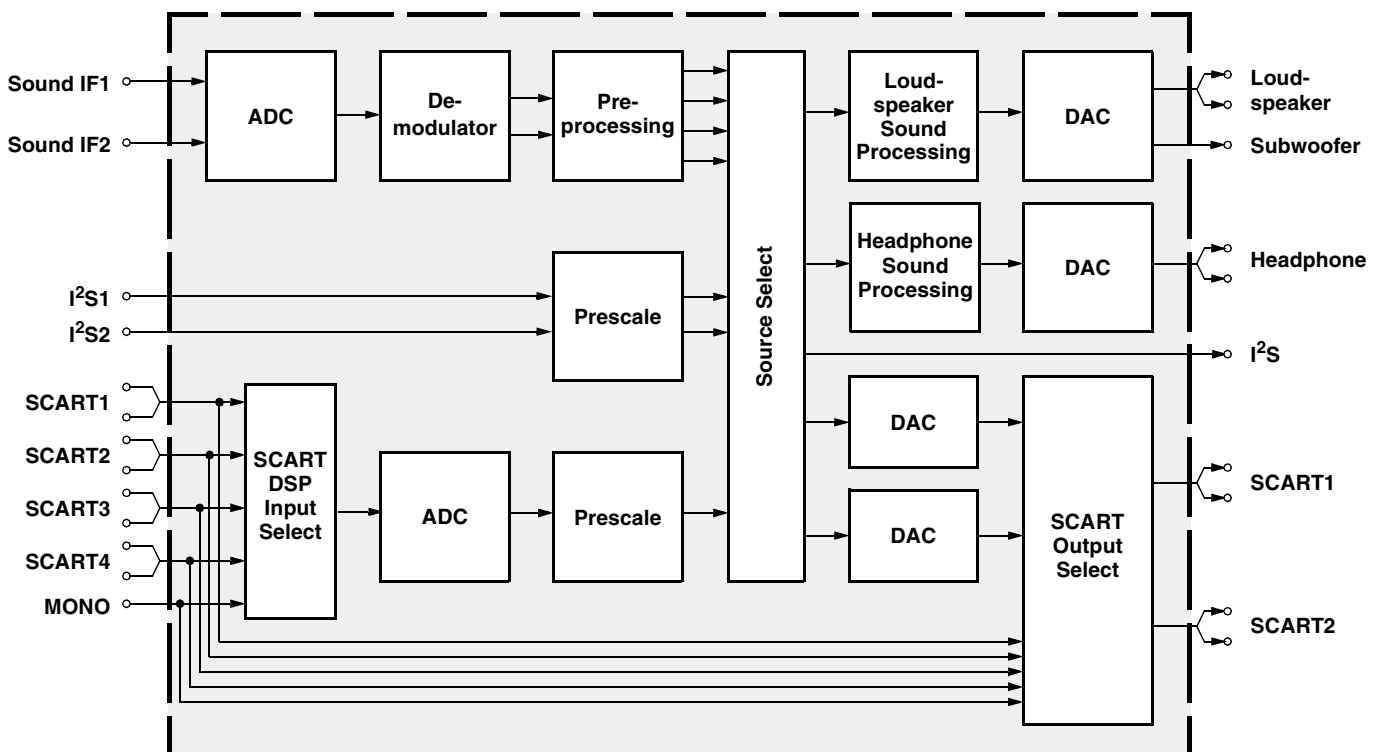 Sound IF1
Sound IF2
I²S1
I²S2
SCART1
SCART2
SCART3
SCART4
MONO
ADC
De-
modulator
Pre-
processing
Prescale
SCART
DSP
Input
Select
ADC
Prescale
Source Select
Loud-
speaker
Sound
Processing
DAC
Headphone
Sound
Processing
DAC
DAC
DAC
SCART
Output
Select
Loud-
speaker
Subwoofer
Headphone
I²S
SCART1
SCART2